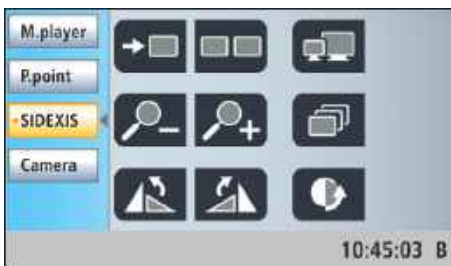 M.player
P.point
SIDEXIS
Camera
10:45:03 B